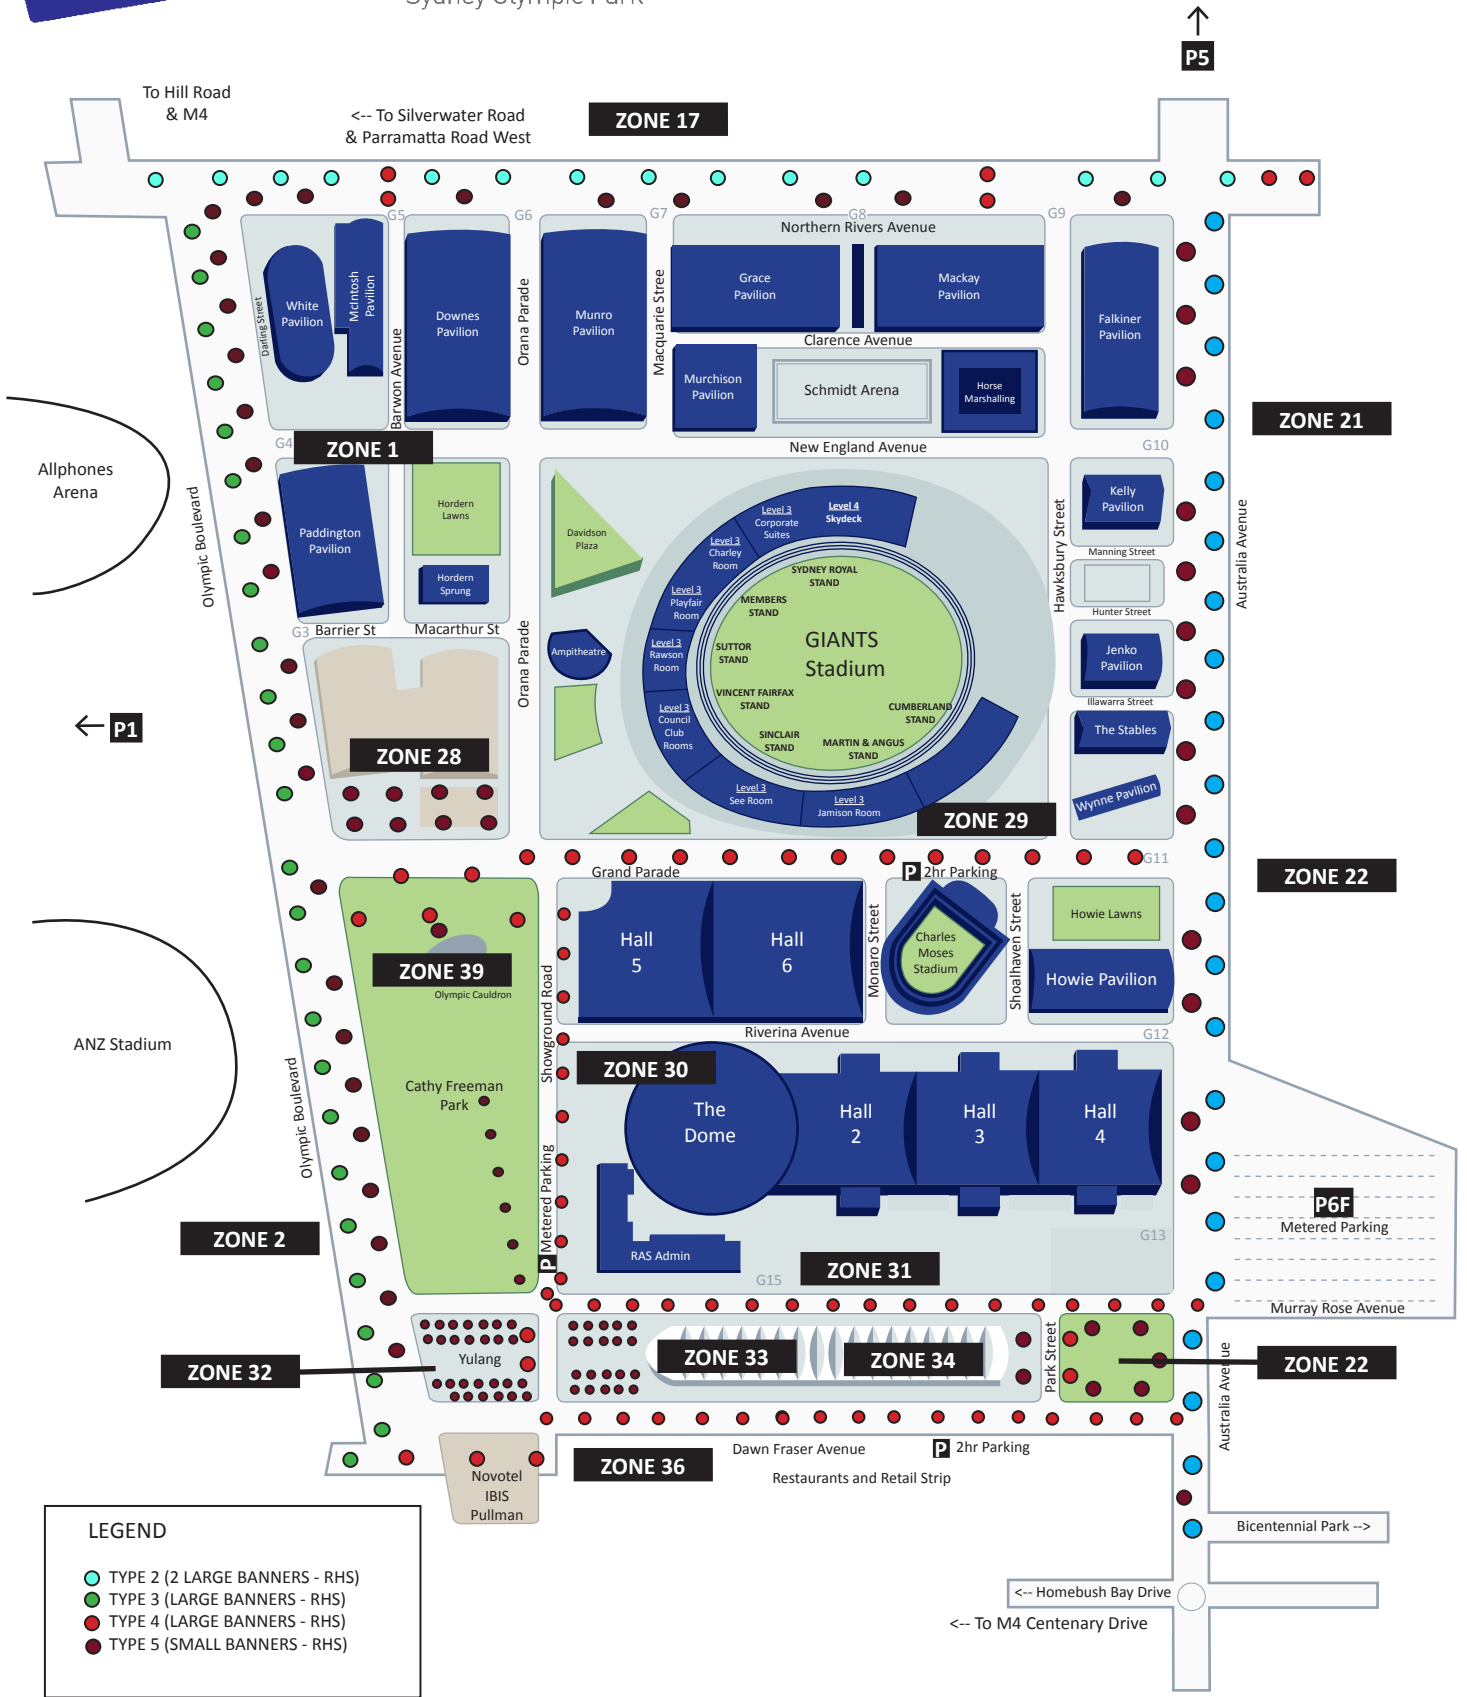 Sydney Olympic Park
P5
To Hill Road
& M4
<-- To Silverwater Road
& Parramatta Road West
ZONE 17
G5
G6
G7
G8
G9
Northern Rivers Avenue
White
Pavilion
McIntosh
Pavilion
Darling Street
Barwon Avenue
Downes
Pavilion
Orana Parade
Munro
Pavilion
Macquarie Stree
Grace
Pavilion
Mackay
Pavilion
Falkiner
Pavilion
Clarence Avenue
Murchison
Pavilion
Schmidt Arena
Horse
Marshalling
ZONE 21
G4
ZONE 1
New England Avenue
G10
Allphones
Arena
Olympic Boulevard
Paddington
Pavilion
Hordern
Lawns
Hordern
Sprung
Davidson
Plaza
Level 3
Corporate
Suites
Level 4
Skydeck
Level 3
Charley
Room
Level 3
Playfair
Room
Level 3
Rawson
Room
Level 3
Council
Club
Rooms
Level 3
See Room
Level 3
Jamison Room
SYDNEY ROYAL
STAND
MEMBERS
STAND
SUTTOR
STAND
VINCENT FAIRFAX
STAND
SINCLAIR
STAND
MARTIN & ANGUS
STAND
CUMBERLAND
STAND
GIANTS
Stadium
Hawksbury Street
Kelly
Pavilion
Manning Street
Hunter Street
Australia Avenue
Jenko
Pavilion
Illawarra Street
The Stables
Wynne Pavilion
G3
Barrier St
Macarthur St
Orana Parade
Ampitheatre
P1
ZONE 28
ZONE 29
G11
Grand Parade
P 2hr Parking
ZONE 22
Hall
5
Hall
6
Monaro Street
Charles
Moses
Stadium
Shoalhaven Street
Howie Lawns
Howie Pavilion
ZONE 39
Olympic Cauldron
Showground Road
Riverina Avenue
G12
ANZ Stadium
Olympic Boulevard
Cathy Freeman
Park
ZONE 30
The
Dome
Hall
2
Hall
3
Hall
4
P Metered Parking
P6F
Metered Parking
RAS Admin
G13
ZONE 2
G15
ZONE 31
Murray Rose Avenue
Yulang
ZONE 32
ZONE 33
ZONE 34
Park Street
ZONE 22
Australia Avenue
Dawn Fraser Avenue
P 2hr Parking
ZONE 36
Restaurants and Retail Strip
Novotel
IBIS
Pullman
Bicentennial Park -->
<-- Homebush Bay Drive
<-- To M4 Centenary Drive
LEGEND
TYPE 2 (2 LARGE BANNERS - RHS)
TYPE 3 (LARGE BANNERS - RHS)
TYPE 4 (LARGE BANNERS - RHS)
TYPE 5 (SMALL BANNERS - RHS)